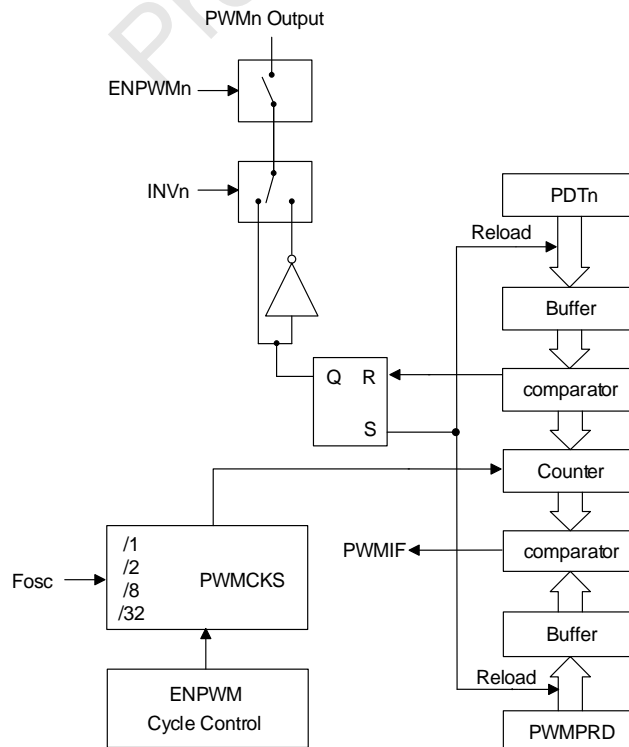 PWMn Output
ENPWMn
INVn
PDTn
Reload
Buffer
Q R
S
comparator
Counter
/1
/2
/8
/32
PWMCKS
Fosc
PWMIF
comparator
Buffer
Reload
ENPWM
Cycle Control
PWMPRD